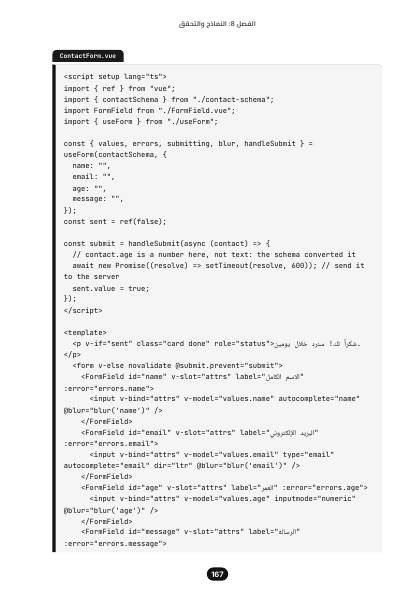 الفصل 8: النماذج والتحقق
ContactForm.vue
<script setup lang="ts">
import { ref } from "vue";
import { contactSchema } from "./contact-schema";
import FormField from "./FormField.vue";
import { useForm } from "./useForm";
const { values, errors, submitting, blur, handleSubmit } =
useForm(contactSchema, {
  name: "",
  email: "",
  age: "",
  message: "",
});
const sent = ref(false);
const submit = handleSubmit(async (contact) => {
  // contact.age is a number here, not text: the schema converted it
  await new Promise((resolve) => setTimeout(resolve, 600)); // send it
to the server
  sent.value = true;
});
</script>
<template>
  <p v-if="sent" class="card done" role="status">شكراً لك! سنرد خلال يومين.
</p>
  <form v-else novalidate @submit.prevent="submit">
    <FormField id="name" v-slot="attrs" label="الاسم الكامل"
:error="errors.name">
      <input v-bind="attrs" v-model="values.name" autocomplete="name"
@blur="blur('name')" />
    </FormField>
    <FormField id="email" v-slot="attrs" label="البريد الإلكتروني"
:error="errors.email">
      <input v-bind="attrs" v-model="values.email" type="email"
autocomplete="email" dir="ltr" @blur="blur('email')" />
    </FormField>
    <FormField id="age" v-slot="attrs" label="العمر" :error="errors.age">
      <input v-bind="attrs" v-model="values.age" inputmode="numeric"
@blur="blur('age')" />
    </FormField>
    <FormField id="message" v-slot="attrs" label="الرسالة"
:error="errors.message">
167